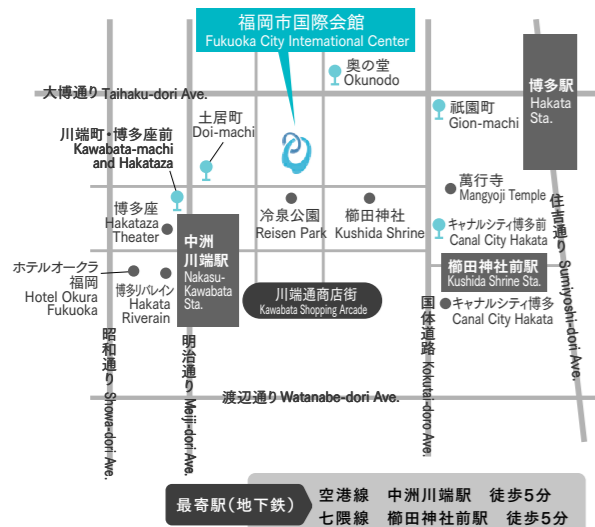 福岡市国際会館
Fukuoka City International Center
奥の堂
Okunodo
大博通り Taihaku-dori Ave.
博多駅
Hakata
Sta.
祇園町
Gion-machi
土居町
Doi-machi
川端町・博多座前
Kawabata-machi
and Hakataza
萬行寺
Mangyoji Temple
博多座
Hakataza
Theater
冷泉公園
Reisen Park
櫛田神社
Kushida Shrine
キャナルシティ博多前
Canal City Hakata
住吉通り Sumiyoshi-dori Ave.
中洲
川端駅
Nakasu-
Kawabata
Sta.
ホテルオークラ
福岡
Hotel Okura
Fukuoka
博多リバレイン
Hakata
Riverain
櫛田神社前駅
Kushida Shrine Sta.
川端通商店街
Kawabata Shopping Arcade
キャナルシティ博多
Canal City Hakata
昭和通り Showa-dori Ave.
明治通り Meiji-dori Ave.
国体道路 Kokutai-doro Ave.
渡辺通り Watanabe-dori Ave.
最寄駅(地下鉄)
空港線 中洲川端駅 徒歩5分
七隈線 櫛田神社前駅 徒歩5分